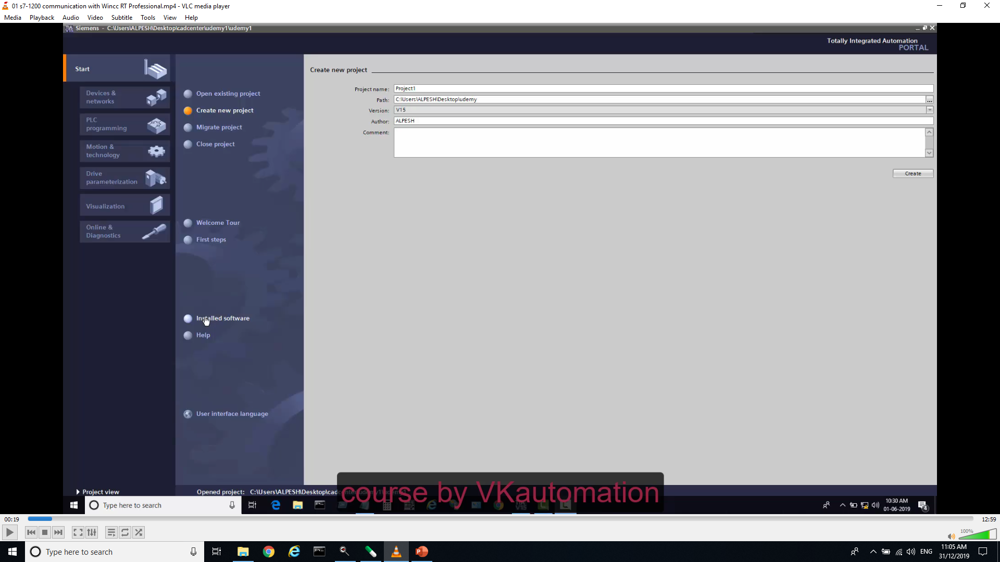 01 s7-1200 communication with Wincc RT Professional.mp4 - VLC media player
Media Playback Audio Video Subtitle Tools View Help
Siemens - C:\Users\ALPESH\Desktop\cadcenter\udemy1\udemy1
Totally Integrated Automation
PORTAL
Start
Devices &
networks
PLC
programming
Motion &
technology
Drive
parameterization
Visualization
Online &
Diagnostics
Open existing project
Create new project
Migrate project
Close project
Welcome Tour
First steps
Installed software
Help
User interface language
Create new project
Project name: Project1
Path: C:\Users\ALPESH\Desktop\udemy
...
Version: V15
Author: ALPESH
Comment:
Create
Project view
Opened project: C:\Users\ALPESH\Desktop\cadcenter\udemy1\udemy1
course by VKautomation
Type here to search
10:30 AM
01-06-2019
4
00:19
12:59
100%
Type here to search
ENG
11:05 AM
31/12/2019